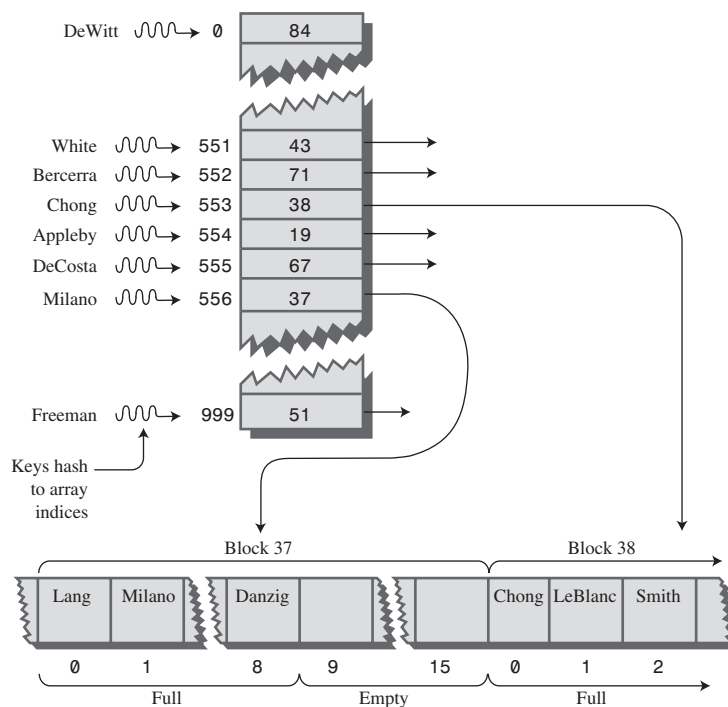 DeWitt 0 84
White 551 43
Bercerra 552 71
Chong 553 38
Appleby 554 19
DeCosta 555 67
Milano 556 37
Freeman 999 51
Keys hash
to array
indices
Block 37 Block 38
Lang Milano Danzig Chong LeBlanc Smith
0 1 8 9 15 0 1 2
Full Empty Full